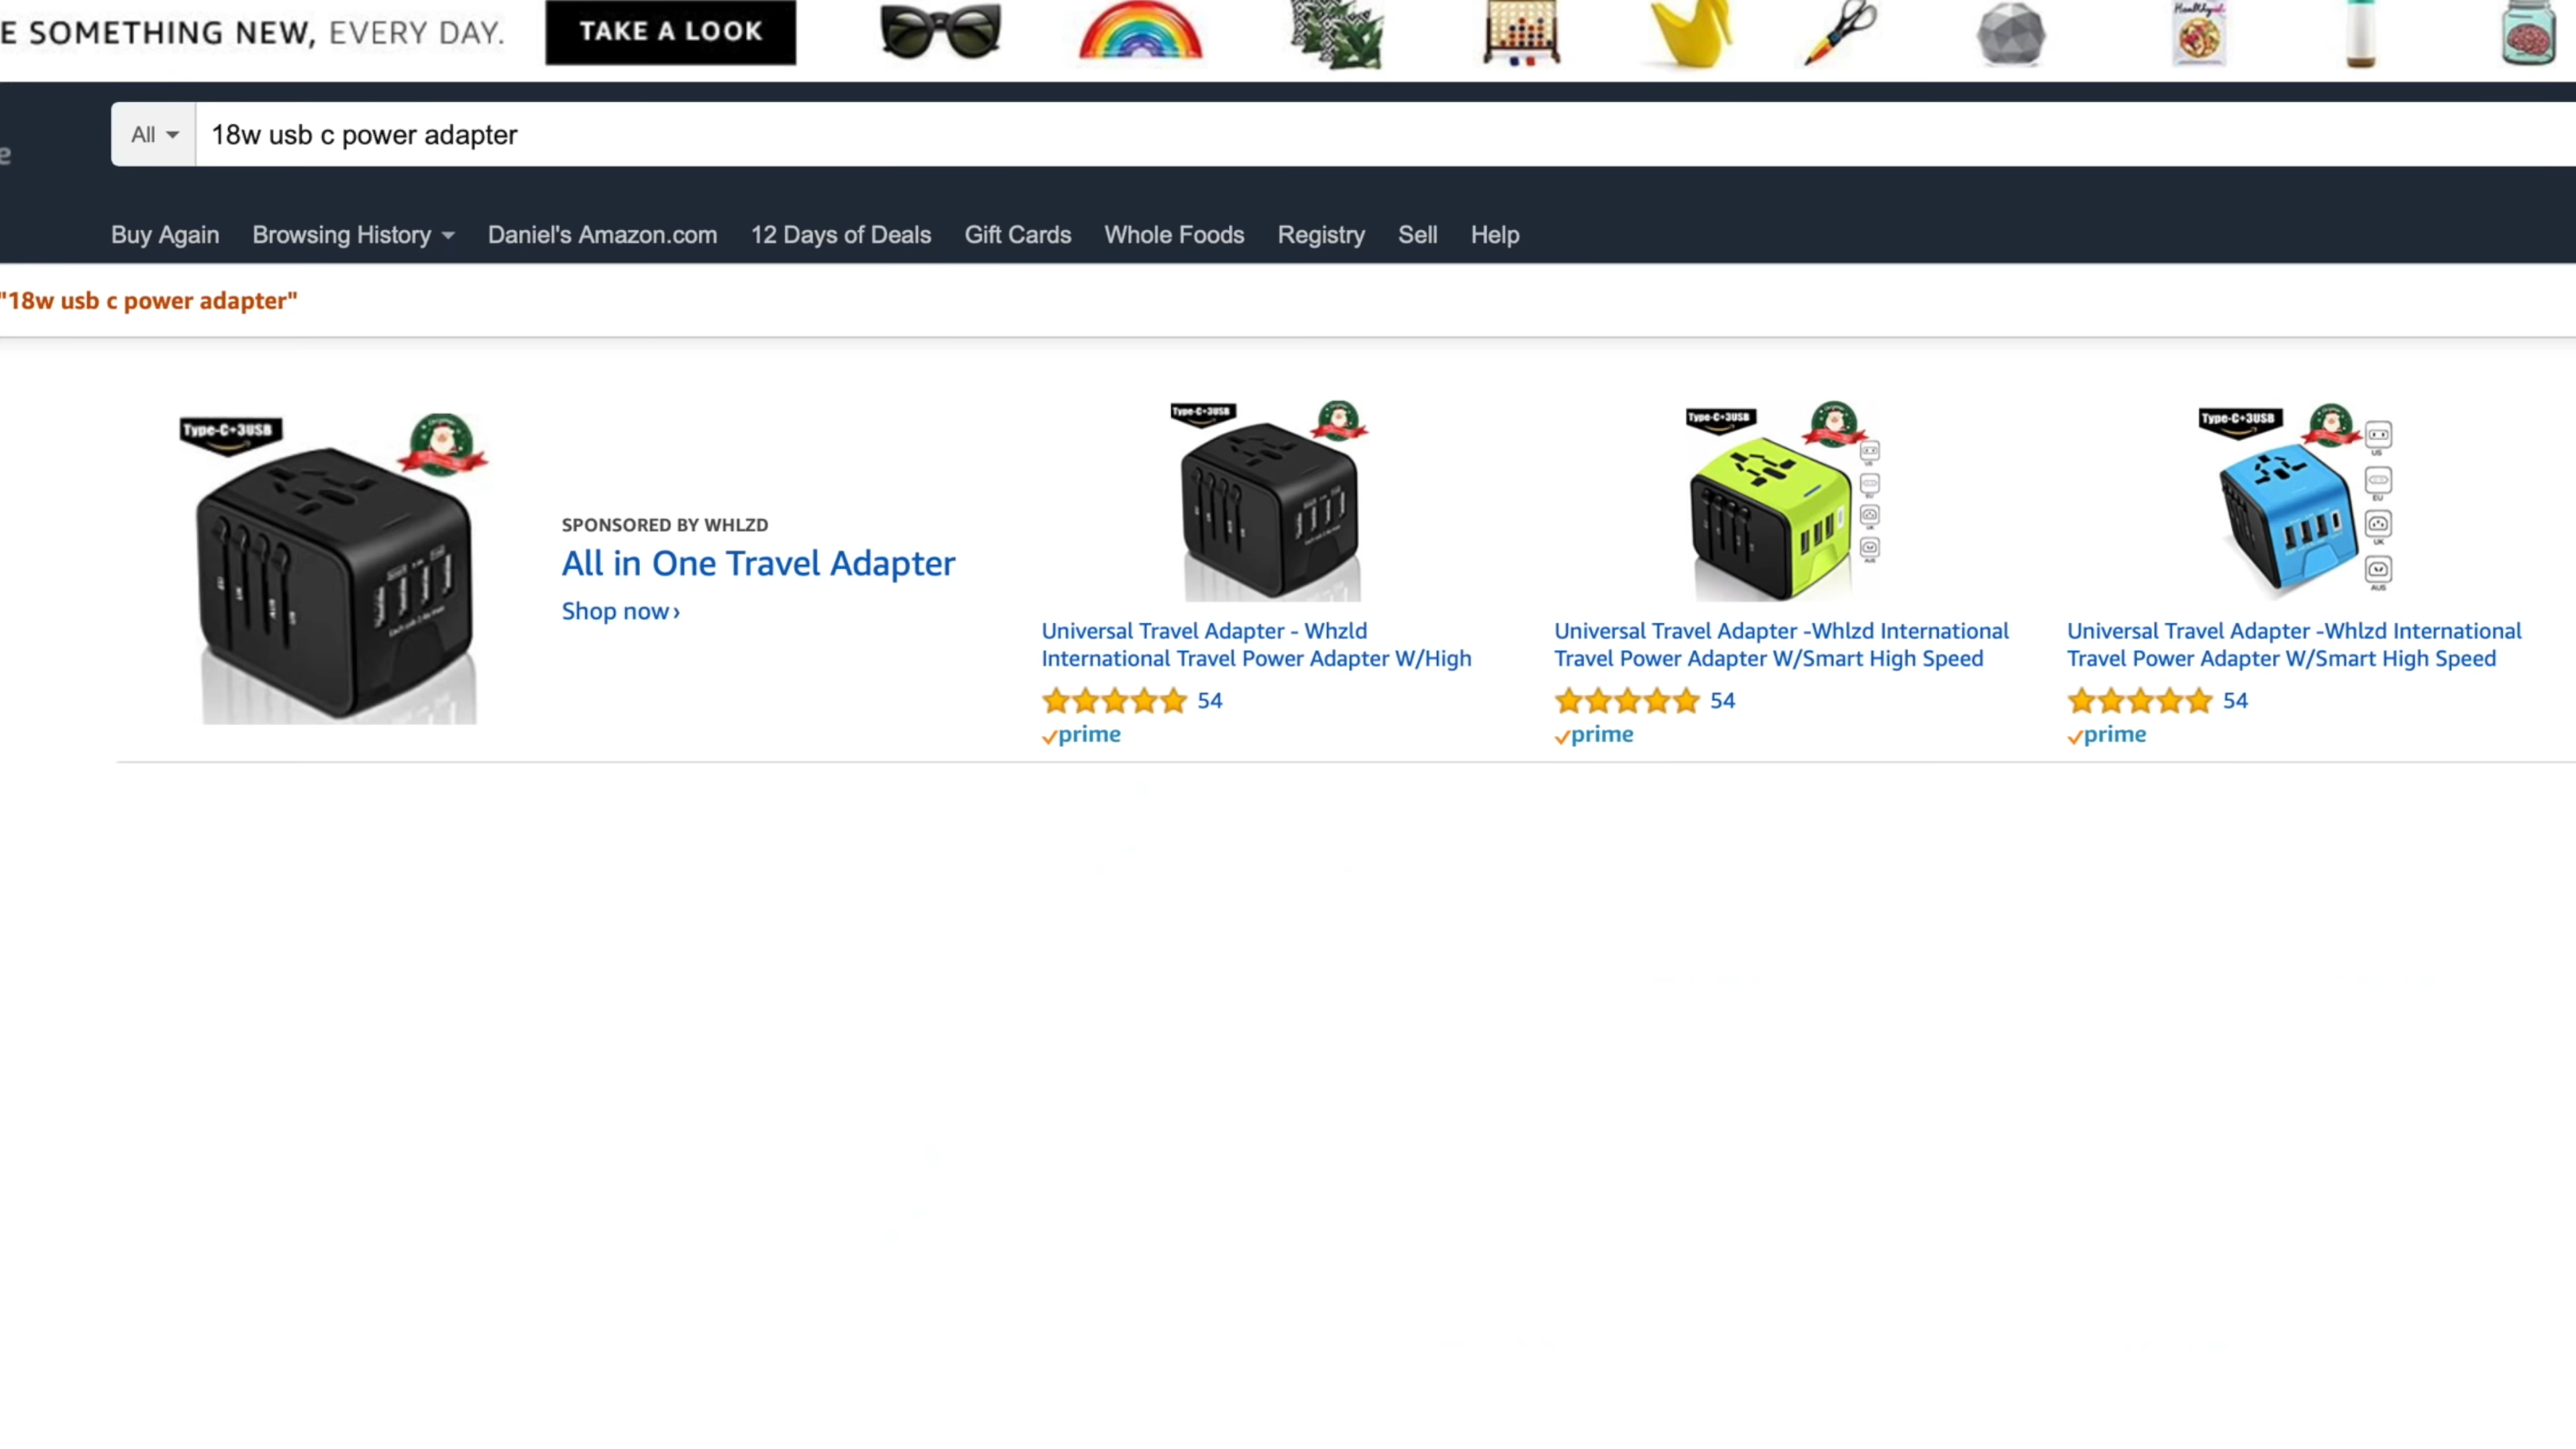 E SOMETHING NEW, EVERY DAY.
TAKE A LOOK
All
18w usb c power adapter
e
Buy Again
Browsing History
Daniel's Amazon.com
12 Days of Deals
Gift Cards
Whole Foods
Registry
Sell
Help
"18w usb c power adapter"
Type-C+3USB
SPONSORED BY WHLZD
All in One Travel Adapter
Shop now ›
Type-C+3USB
Universal Travel Adapter - Whzld
International Travel Power Adapter W/High
54
prime
Type-C+3USB
Universal Travel Adapter -Whlzd International
Travel Power Adapter W/Smart High Speed
54
prime
Type-C+3USB
US
EU
UK
AUS
Universal Travel Adapter -Whlzd International
Travel Power Adapter W/Smart High Speed
54
prime